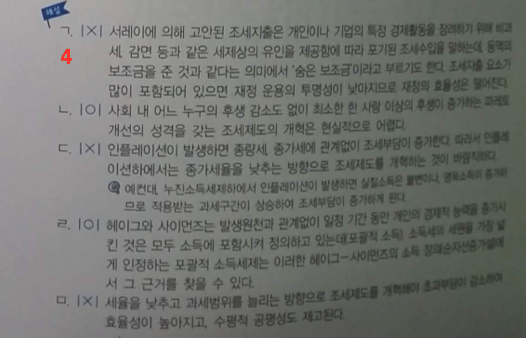 해설
ㄱ. |X| 서레이에 의해 고안된 조세지출은 개인이나 기업의 특정 경제활동을 장려하기 위해 비과
4
세, 감면 등과 같은 세제상의 유인을 제공함에 따라 포기된 조세수입을 말하는데, 동액의
보조금을 준 것과 같다는 의미에서 '숨은 보조금'이라고 부르기도 한다. 조세지출 요소가
많이 포함되어 있으면 재정 운용의 투명성이 낮아지므로 재정의 효율성은 떨어진다.
ㄴ. |O| 사회 내 어느 누구의 후생 감소도 없이 최소한 한 사람 이상의 후생이 증가하는 파레토
개선의 성격을 갖는 조세제도의 개혁은 현실적으로 어렵다.
ㄷ. |X| 인플레이션이 발생하면 종량세, 종가세에 관계없이 조세부담이 증가한다. 따라서 인플레
이션하에서는 종가세율을 낮추는 방향으로 조세제도를 개혁하는 것이 바람직하다.
예컨대, 누진소득세제하에서 인플레이션이 발생하면 실질소득은 불변이나, 명목소득이 증가하
므로 적용받는 과세구간이 상승하여 조세부담이 증가하게 된다.
ㄹ. |O| 헤이그와 사이먼즈는 발생원천과 관계없이 일정 기간 동안 개인의 경제적 능력을 증가시
킨 것은 모두 소득에 포함시켜 정의하고 있는데(포괄적 소득), 소득세의 세원을 가장 넓
게 인정하는 포괄적 소득세제는 이러한 헤이그-사이먼즈의 소득 정의(순자산증가설)에
서 그 근거를 찾을 수 있다.
ㅁ. |X| 세율을 낮추고 과세범위를 늘리는 방향으로 조세제도를 개혁해야 초과부담이 감소하여
효율성이 높아지고, 수평적 공평성도 제고된다.